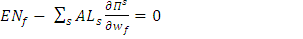 EN_f − ∑_s AL_s ∂Π^s/∂w_f = 0